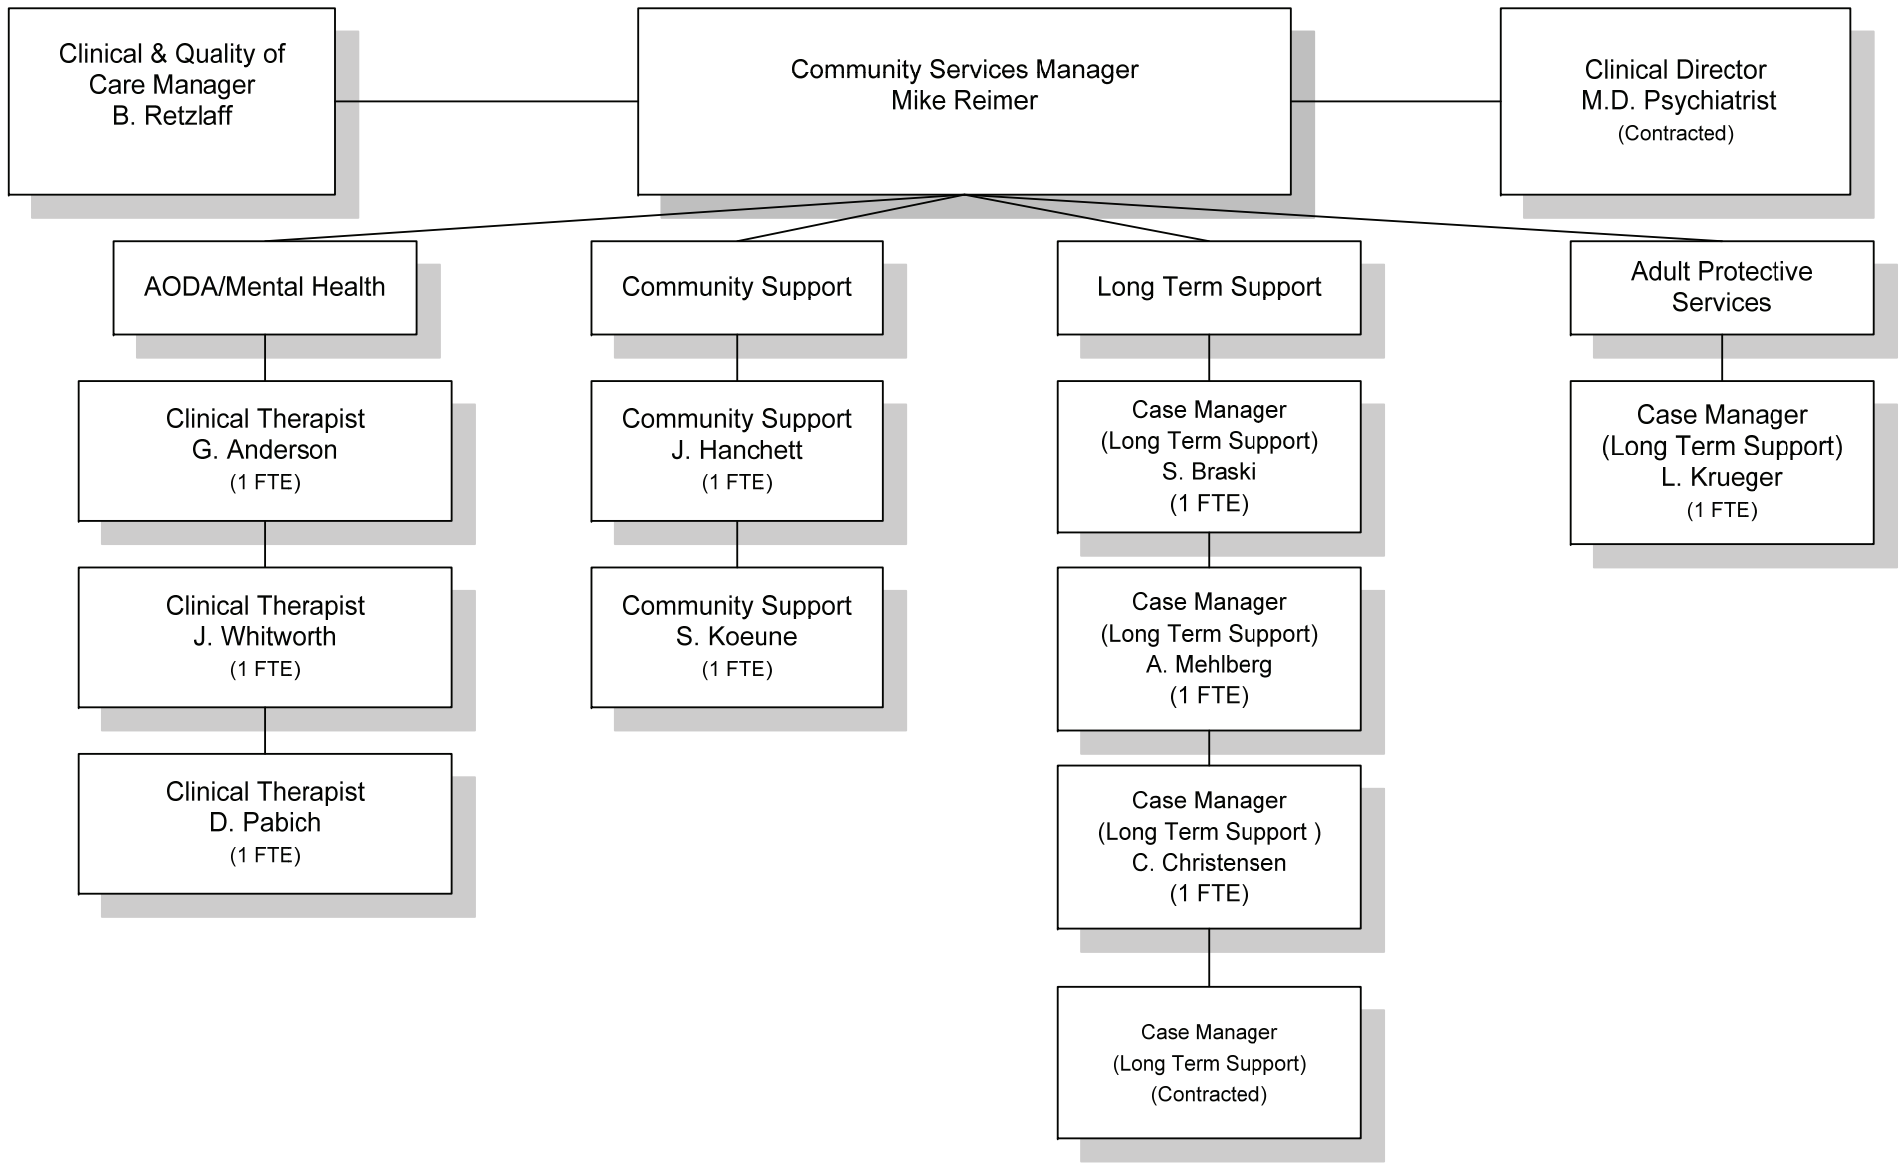 Clinical & Quality of
Care Manager
B. Retzlaff
Community Services Manager
Mike Reimer
Clinical Director
M.D. Psychiatrist
(Contracted)
AODA/Mental Health
Community Support
Long Term Support
Adult Protective
Services
Clinical Therapist
G. Anderson
(1 FTE)
Clinical Therapist
J. Whitworth
(1 FTE)
Clinical Therapist
D. Pabich
(1 FTE)
Community Support
J. Hanchett
(1 FTE)
Community Support
S. Koeune
(1 FTE)
Case Manager
(Long Term Support)
S. Braski
(1 FTE)
Case Manager
(Long Term Support)
A. Mehlberg
(1 FTE)
Case Manager
(Long Term Support )
C. Christensen
(1 FTE)
Case Manager
(Long Term Support)
(Contracted)
Case Manager
(Long Term Support)
L. Krueger
(1 FTE)